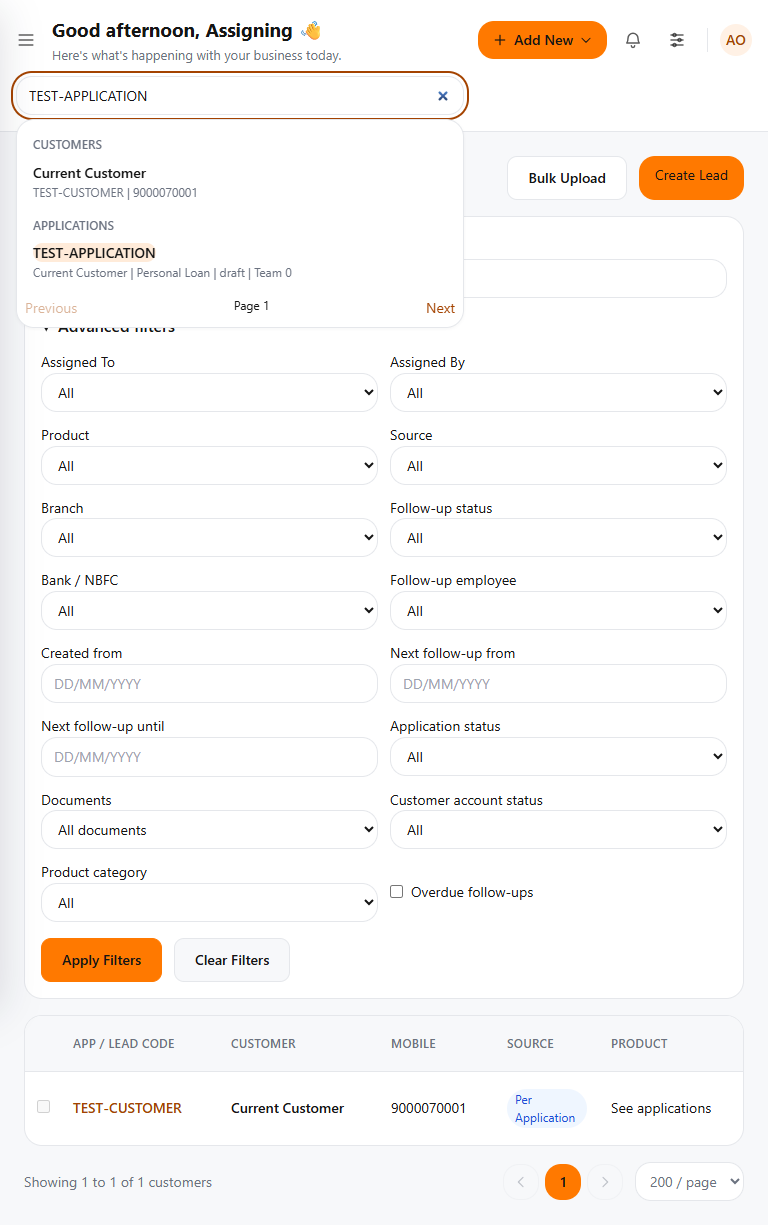 Good afternoon, Assigning 👋
Here's what's happening with your business today.
+ Add New
AO
TEST-APPLICATION
CUSTOMERS
Current Customer
TEST-CUSTOMER | 9000070001
APPLICATIONS
TEST-APPLICATION
Current Customer | Personal Loan | draft | Team 0
Previous
Page 1
Next
Bulk Upload
Create Lead
Advanced filters
Assigned To
Assigned By
All
All
Product
Source
All
All
Branch
Follow-up status
All
All
Bank / NBFC
Follow-up employee
All
All
Created from
Next follow-up from
DD/MM/YYYY
DD/MM/YYYY
Next follow-up until
Application status
DD/MM/YYYY
All
Documents
Customer account status
All documents
All
Product category
All
Overdue follow-ups
Apply Filters
Clear Filters
APP / LEAD CODE
CUSTOMER
MOBILE
SOURCE
PRODUCT
TEST-CUSTOMER
Current Customer
9000070001
Per
Application
See applications
Showing 1 to 1 of 1 customers
1
200 / page